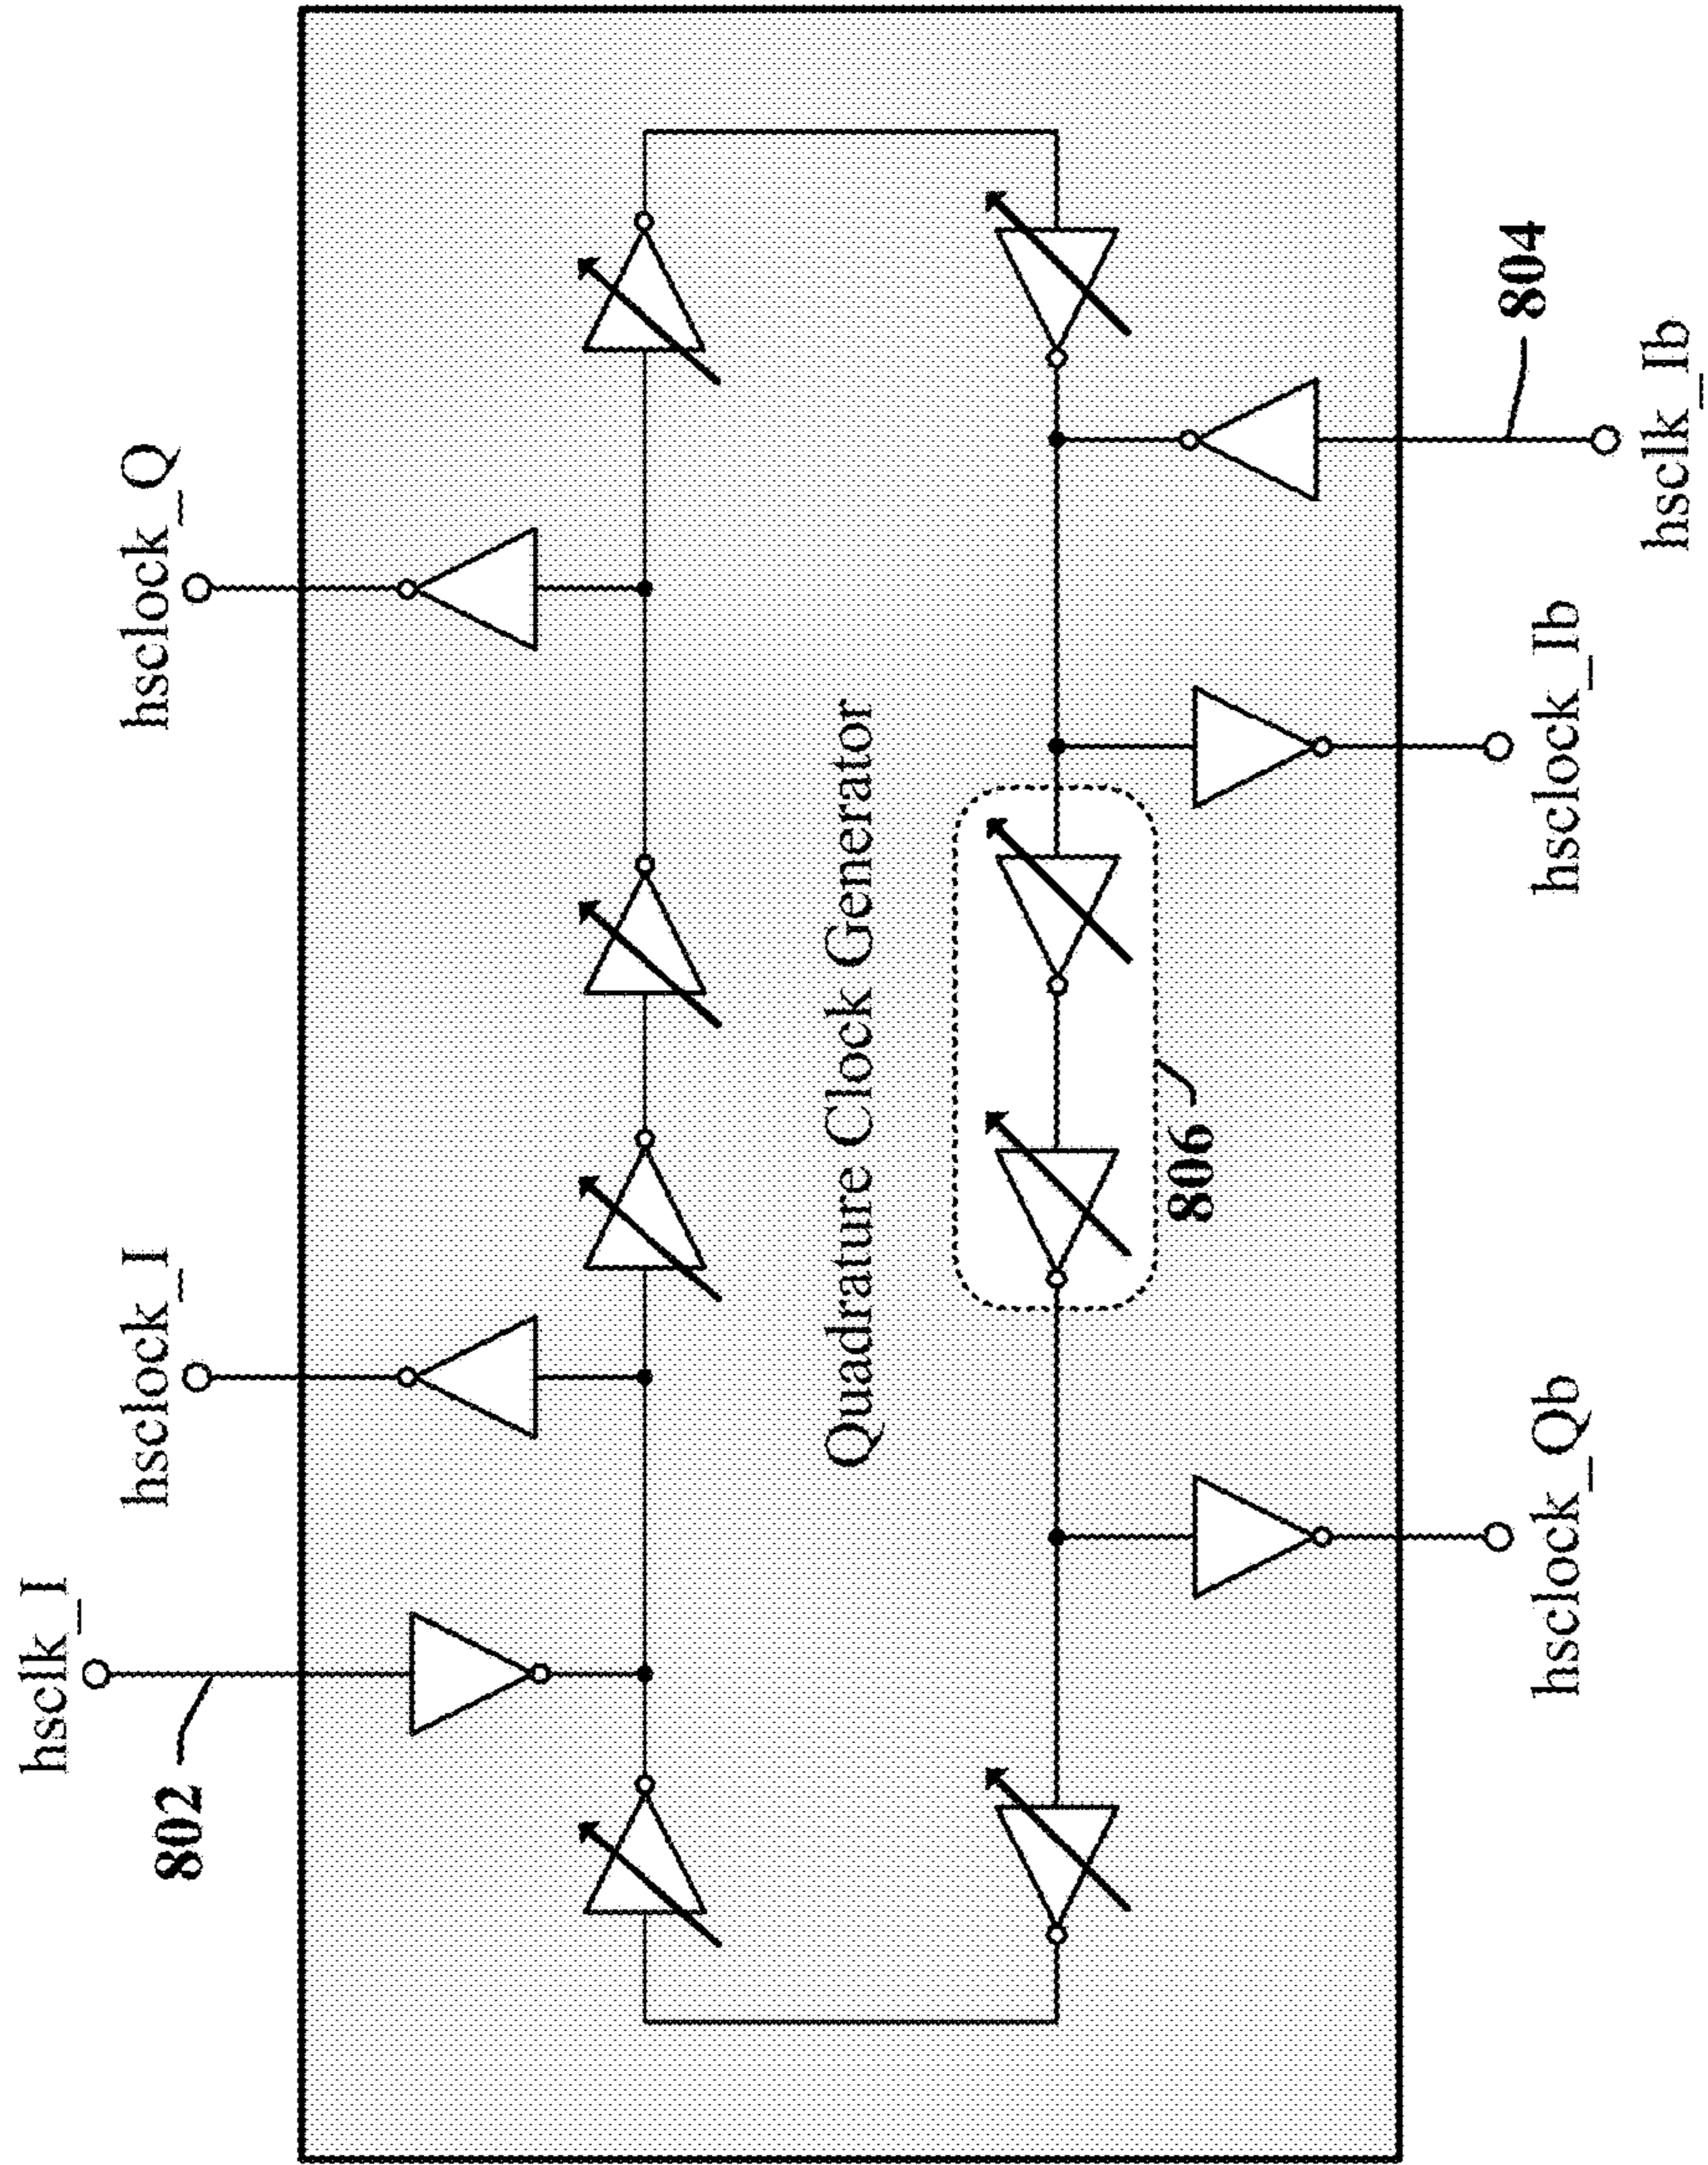 hsclk_I
802
hsclock_I
hsclock_Q
Quadrature Clock Generator
806
hsclock_Qb
hsclock_Ib
hsclk_Ib
804